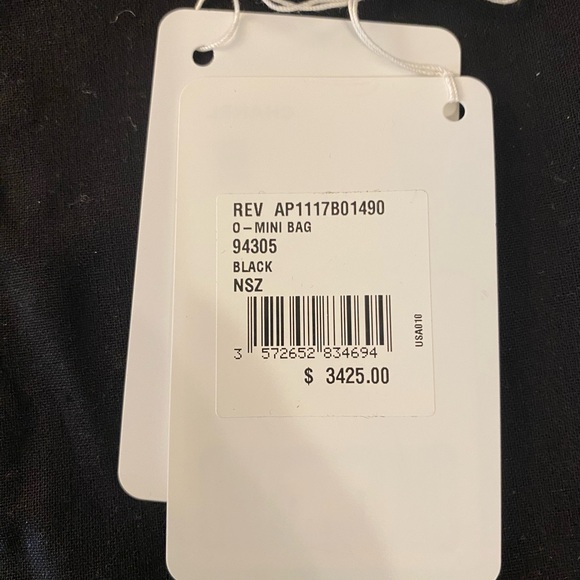 REV AP1117B01490
O-MINI BAG
94305
BLACK
NSZ
3 572652 834694
USA010
$ 3425.00